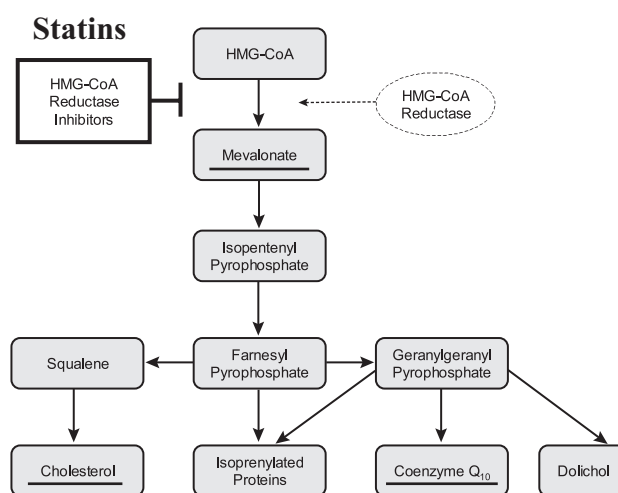 Statins
HMG-CoA
Reductase
Inhibitors
HMG-CoA
HMG-CoA
Reductase
Mevalonate
Isopentenyl
Pyrophosphate
Squalene
Farnesyl
Pyrophosphate
Geranylgeranyl
Pyrophosphate
Cholesterol
Isoprenylated
Proteins
Coenzyme Q10
Dolichol